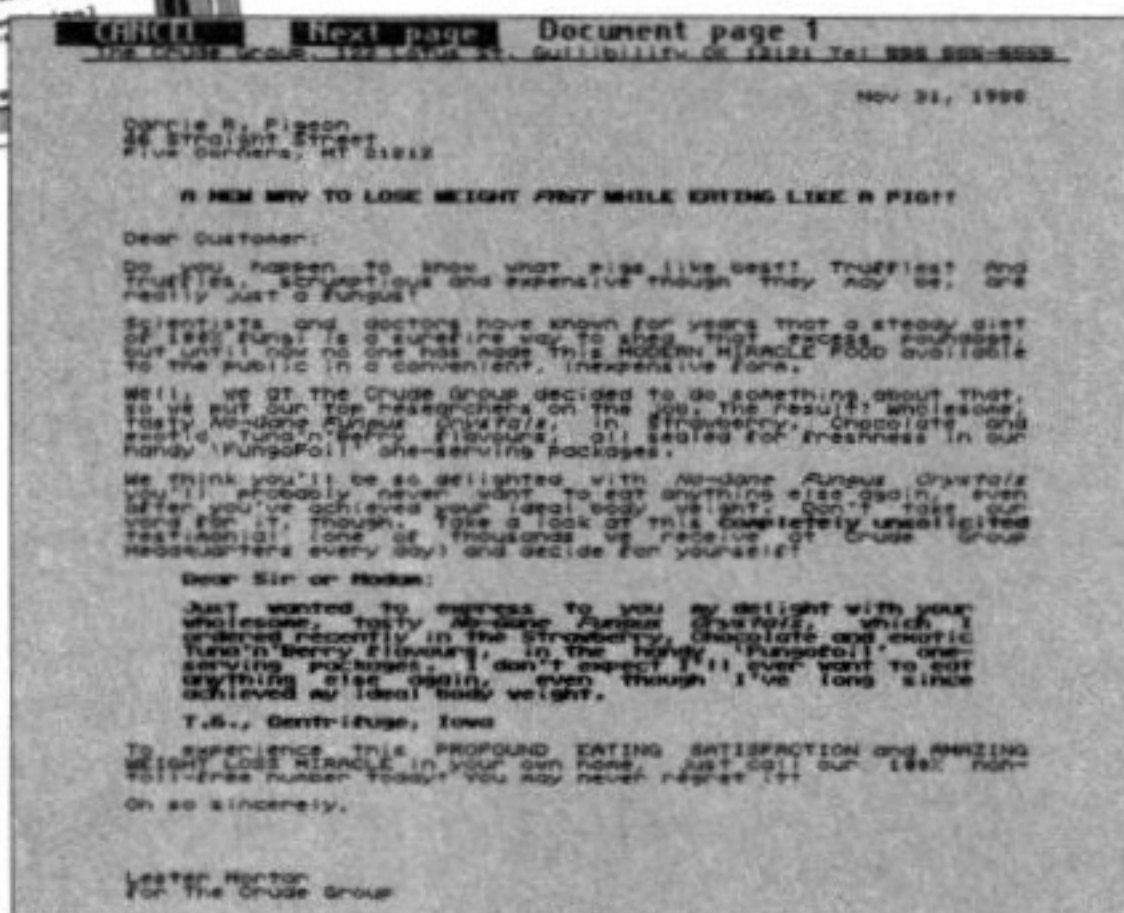 CANCEL Next page Document page 1
The Crude Group, 123 Lotus St. Gullibility OK 12121 Tel 555 555-5555
Nov 31, 1988
Darcie R. Pigeon
46 Straight Street
Five Corners, MT 21212
A NEW WAY TO LOSE WEIGHT FAST WHILE EATING LIKE A PIG!!
Dear Customer:
Do you happen to know what pigs like best? Truffles! And
Truffles, scrumptious and expensive though they may be, are
really just a fungus!
Scientists and doctors have known for years that a steady diet
of 100% fungi is a surefire way to shed that excess poundage,
but until now no one has made this MODERN MIRACLE FOOD available
to the public in a convenient, inexpensive form.
Well, we at the Crude Group decided to do something about that,
so we put our top researchers on the job. The result? Wholesome,
tasty No-Gane Fungus Crystals, in Strawberry, Chocolate and
exotic Tuna'n'Berry flavours, all sealed for freshness in our
handy 'FungoFoil' one-serving packages.
We think you'll be so delighted with No-Gane Fungus Crystals
you'll probably never want to eat anything else again, even
after you've achieved your ideal body weight. Don't take our
word for it, though. Take a look at this completely unsolicited
testimonial (one of thousands we receive at Crude Group
Headquarters every day) and decide for yourself!
Dear Sir or Madam:
Just wanted to express to you my delight with your
wholesome, tasty No-Gane Fungus Crystals, which I
ordered recently in the Strawberry, Chocolate and exotic
Tuna'n'Berry flavours, in the handy 'FungoFoil' one-
serving packages. I don't expect I'll ever want to eat
anything else again, even though I've long since
achieved my ideal body weight.
T.G., Centrifuge, Iowa
To experience this PROFOUND EATING SATISFACTION and AMAZING
WEIGHT LOSS MIRACLE in your own home, just call our 100% non-
toll-free number today! You may never regret it!
Oh so sincerely,
Lester Mortar
For The Crude Group